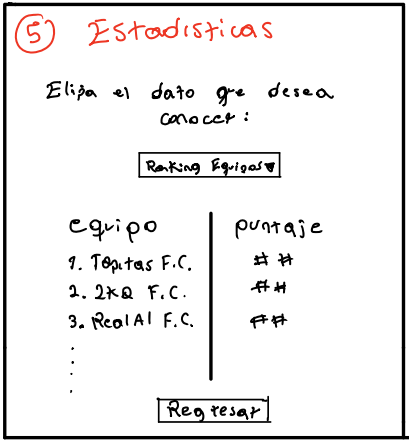 5 Estadisticas
Elija el dato que desea
conocer:
Ranking Equipos▼
equipo puntaje
1. Topitas F.C. ##
2. 2KQ F.C. ##
3. RealAl F.C. ##
.
.
.
.
Regresar